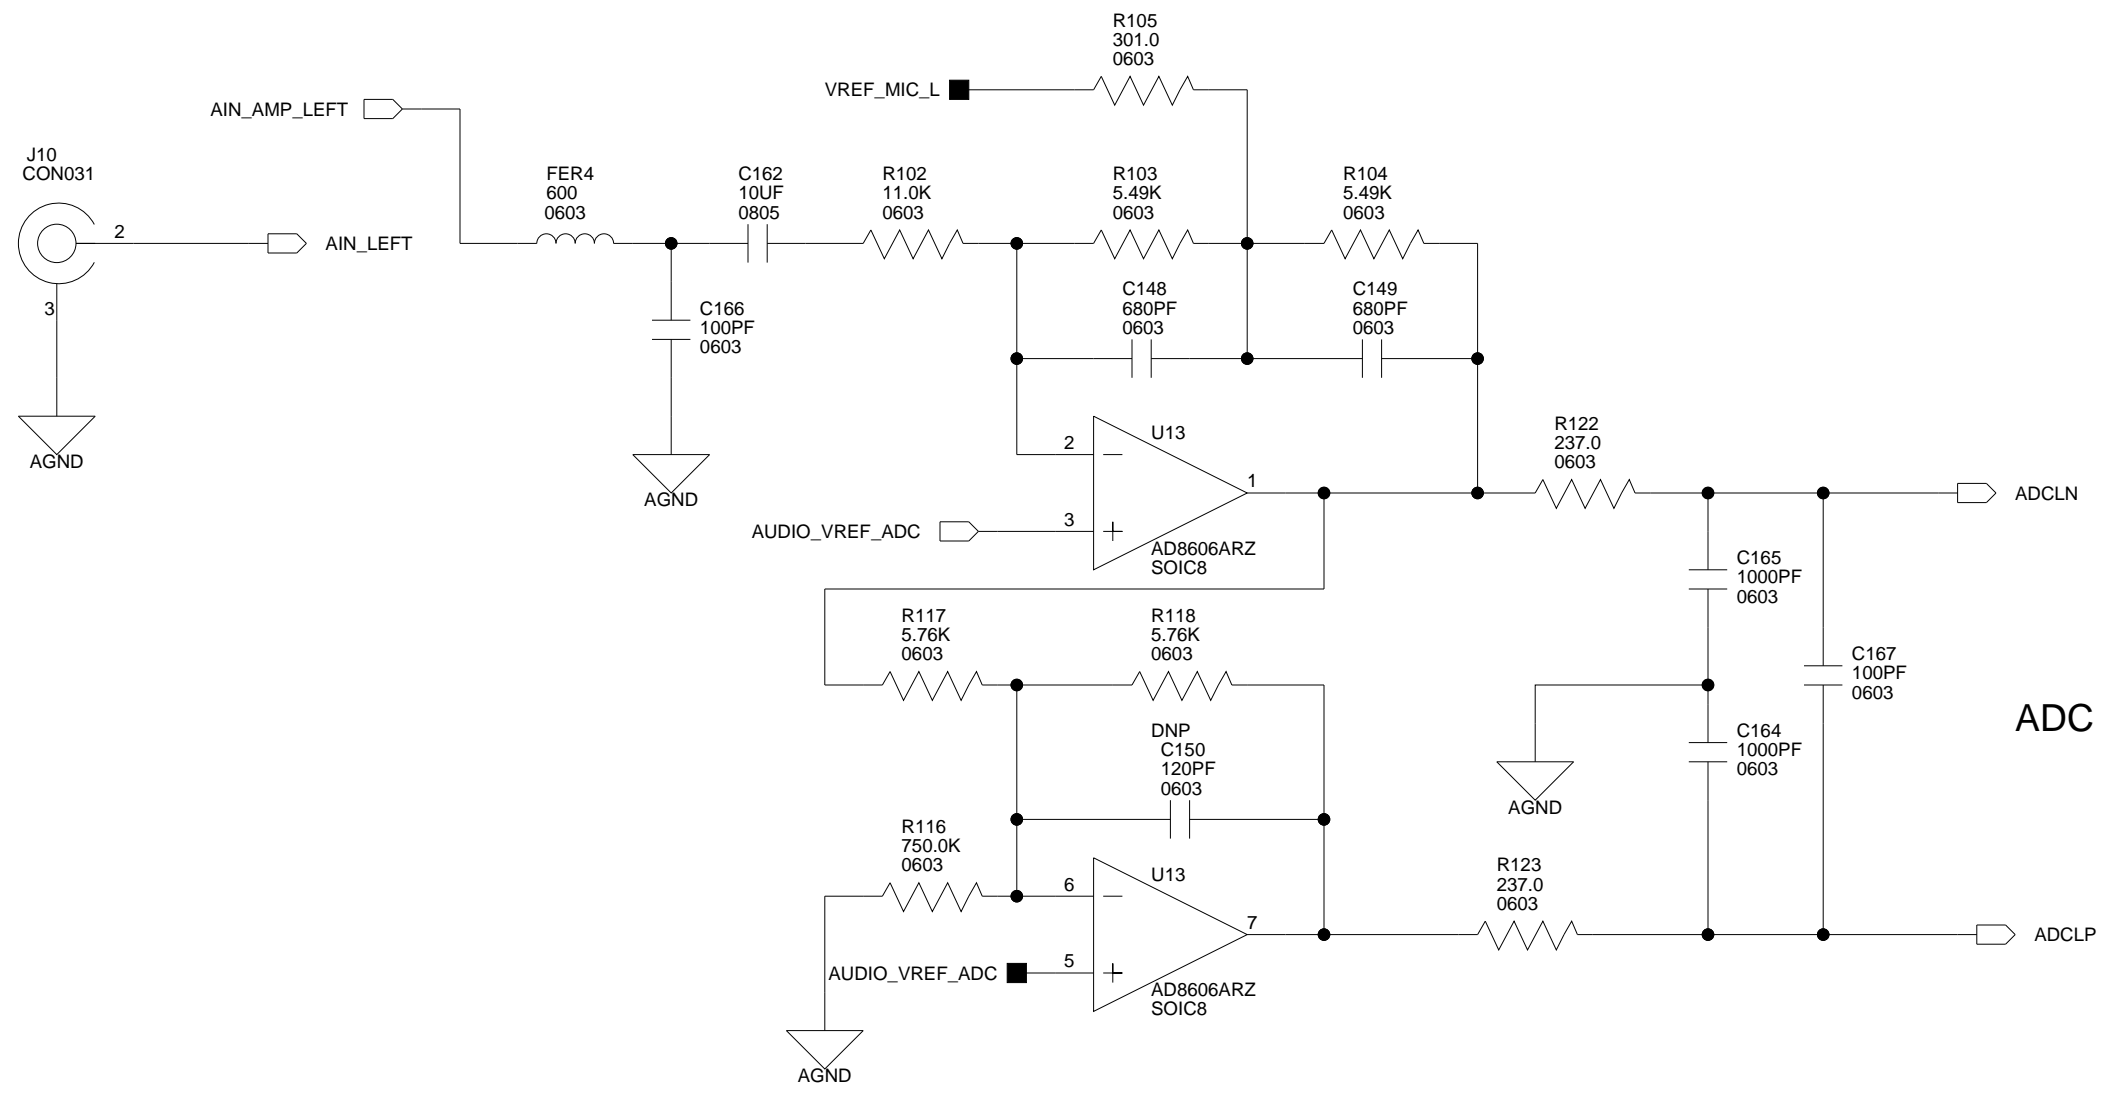 R105
301.0
0603
VREF_MIC_L
AIN_AMP_LEFT
J10
CON031
2
AIN_LEFT
3
AGND
FER4
600
0603
C162
10UF
0805
R102
11.0K
0603
R103
5.49K
0603
R104
5.49K
0603
C166
100PF
0603
AGND
C148
680PF
0603
C149
680PF
0603
U13
2
1
3
AUDIO_VREF_ADC
AD8606ARZ
SOIC8
R122
237.0
0603
ADCLN
C165
1000PF
0603
R117
5.76K
0603
R118
5.76K
0603
C167
100PF
0603
ADC
DNP
C150
120PF
0603
C164
1000PF
0603
AGND
R116
750.0K
0603
U13
6
7
5
AUDIO_VREF_ADC
AD8606ARZ
SOIC8
R123
237.0
0603
ADCLP
AGND